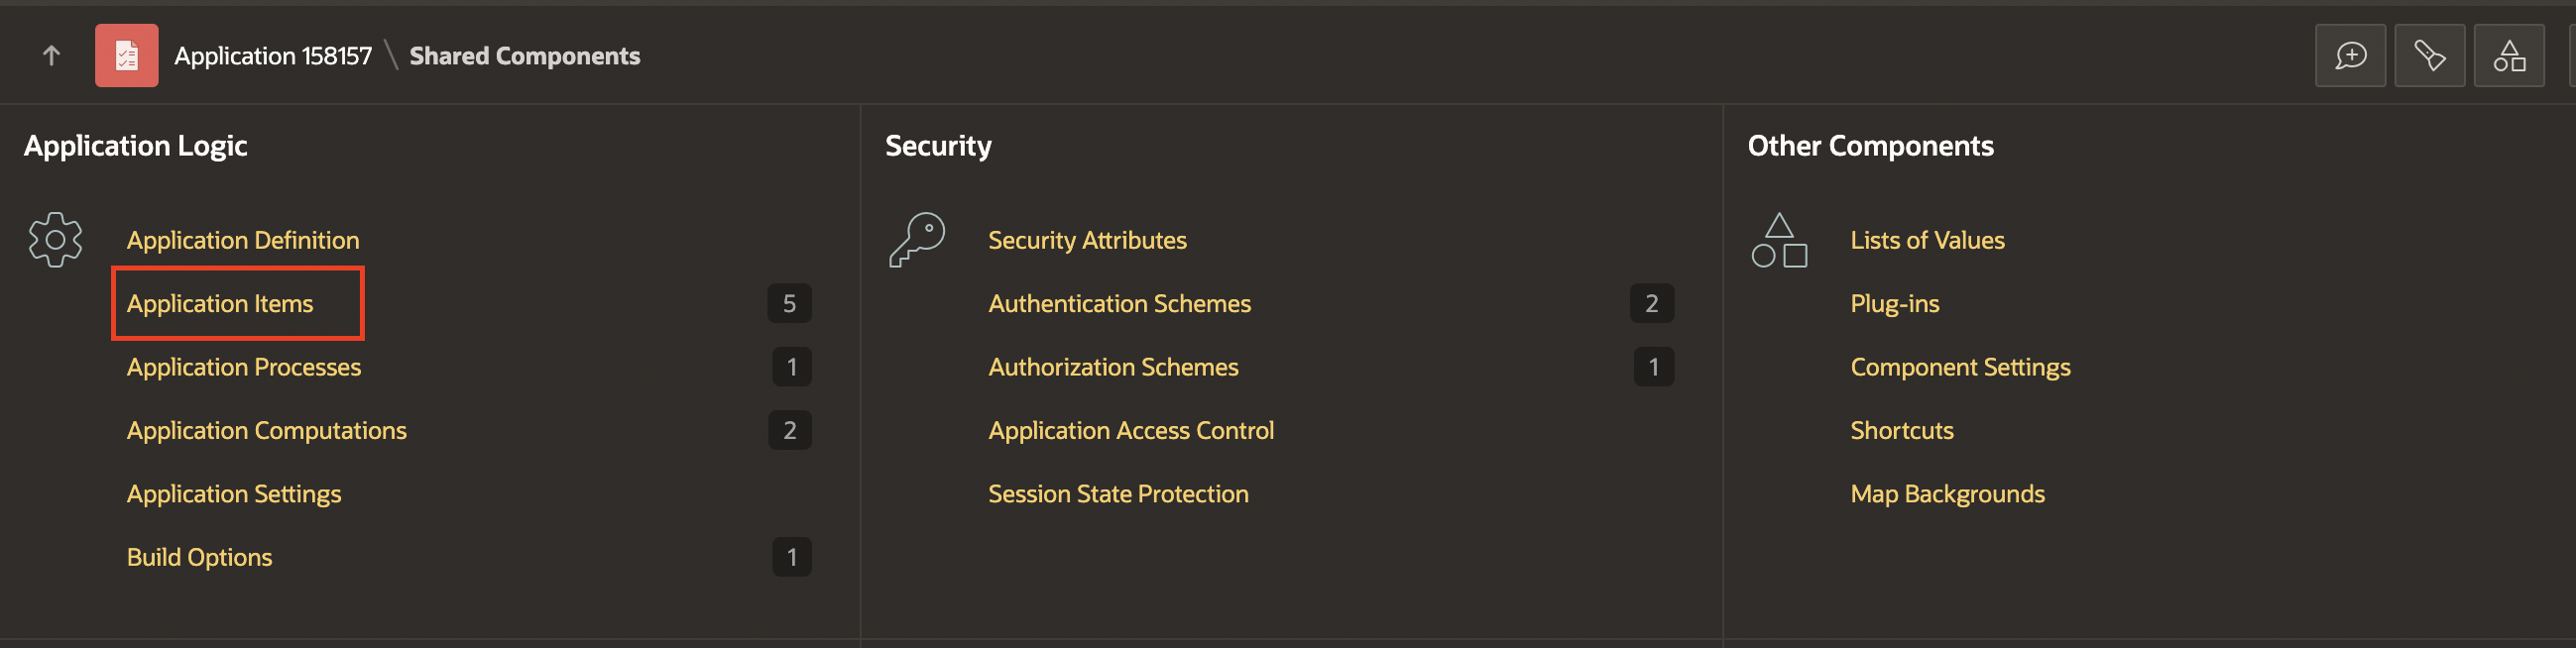 Application 158157 \ Shared Components
Application Logic
Application Definition
Application Items 5
Application Processes 1
Application Computations 2
Application Settings
Build Options 1
Security
Security Attributes
Authentication Schemes 2
Authorization Schemes 1
Application Access Control
Session State Protection
Other Components
Lists of Values
Plug-ins
Component Settings
Shortcuts
Map Backgrounds